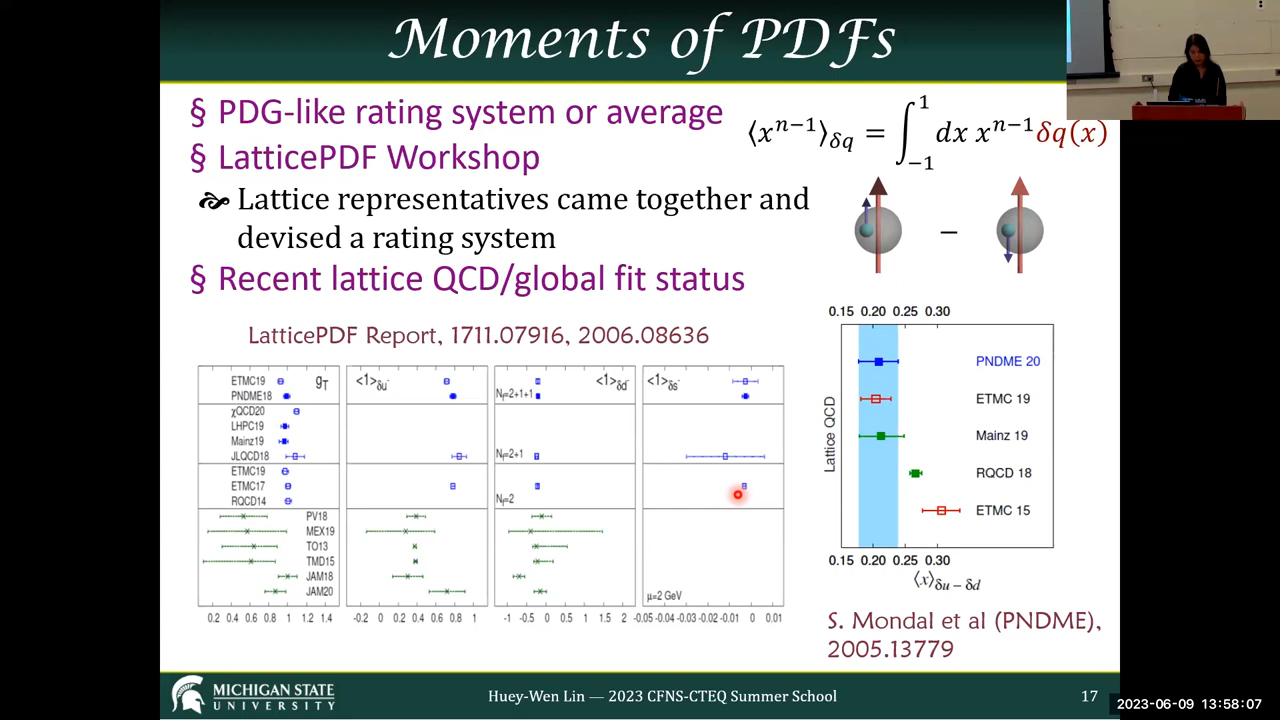 Moments of PDFs
§ PDG-like rating system or average
⟨xⁿ⁻¹⟩δq = ∫₋₁¹ dx xⁿ⁻¹ δq(x)
§ LatticePDF Workshop
Lattice representatives came together and
devised a rating system
−
§ Recent lattice QCD/global fit status
LatticePDF Report, 1711.07916, 2006.08636
ETMC19
PNDME18
χQCD20
LHPC19
Mainz19
JLQCD18
ETMC19
ETMC17
RQCD14
gT
PV18
MEX19
TO13
TMD15
JAM18
JAM20
0.2 0.4 0.6 0.8 1 1.2 1.4
<1>δu⁻
-0.2 0 0.2 0.4 0.6 0.8 1
<1>δd⁻
Nf=2+1+1
Nf=2+1
Nf=2
-1 -0.5 0 0.5 1 1.5 2
<1>δs⁻
μ=2 GeV
-0.05 -0.04 -0.03 -0.02 -0.01 0 0.01
0.15 0.20 0.25 0.30
Lattice QCD
PNDME 20
ETMC 19
Mainz 19
RQCD 18
ETMC 15
0.15 0.20 0.25 0.30
⟨x⟩δu−δd
S. Mondal et al (PNDME),
2005.13779
MICHIGAN STATE
UNIVERSITY
Huey-Wen Lin — 2023 CFNS-CTEQ Summer School
17
2023-06-09 13:58:07